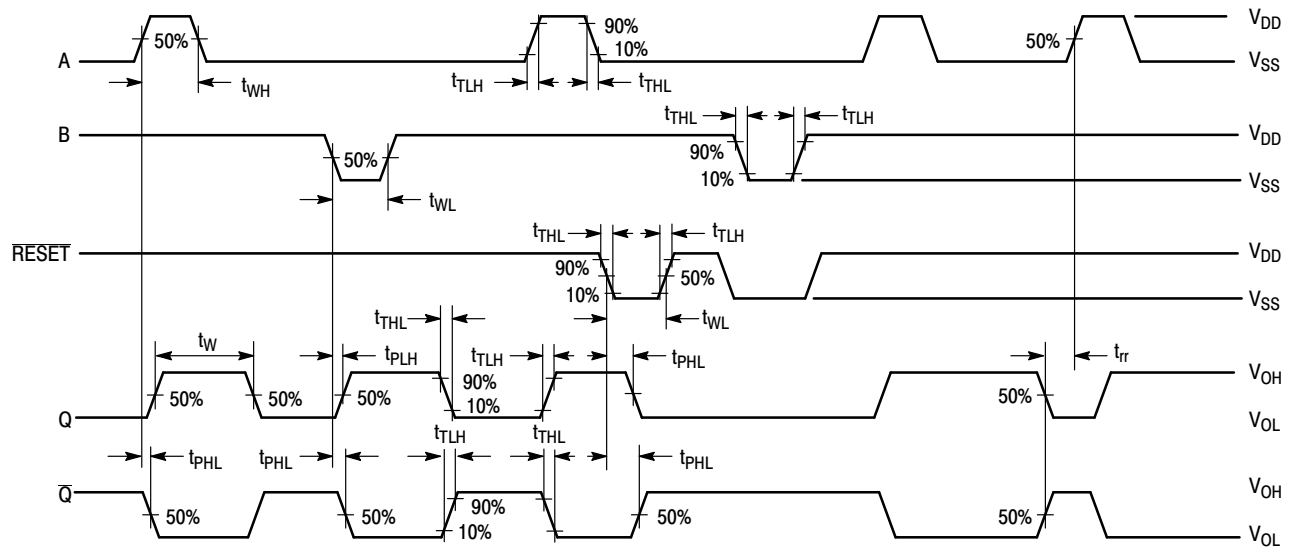 50% 90% 50% V_DD
10%
A V_SS
t_WH t_TLH t_THL
t_THL t_TLH
B V_DD
50% 90%
10% V_SS
t_WL
t_THL t_TLH
RESET V_DD
90% 50%
10% V_SS
t_THL t_WL
t_W t_PLH t_TLH t_PHL t_rr
V_OH
90%
50% 50% 50% 10% 50%
Q V_OL
t_TLH t_THL
t_PHL t_PHL t_PHL
Q V_OH
90%
50% 50% 50% 50%
10% V_OL